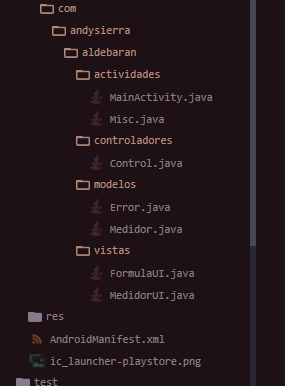 com
andysierra
aldebaran
actividades
MainActivity.java
Misc.java
controladores
Control.java
modelos
Error.java
Medidor.java
vistas
FormulaUI.java
MedidorUI.java
res
AndroidManifest.xml
ic_launcher-playstore.png
test